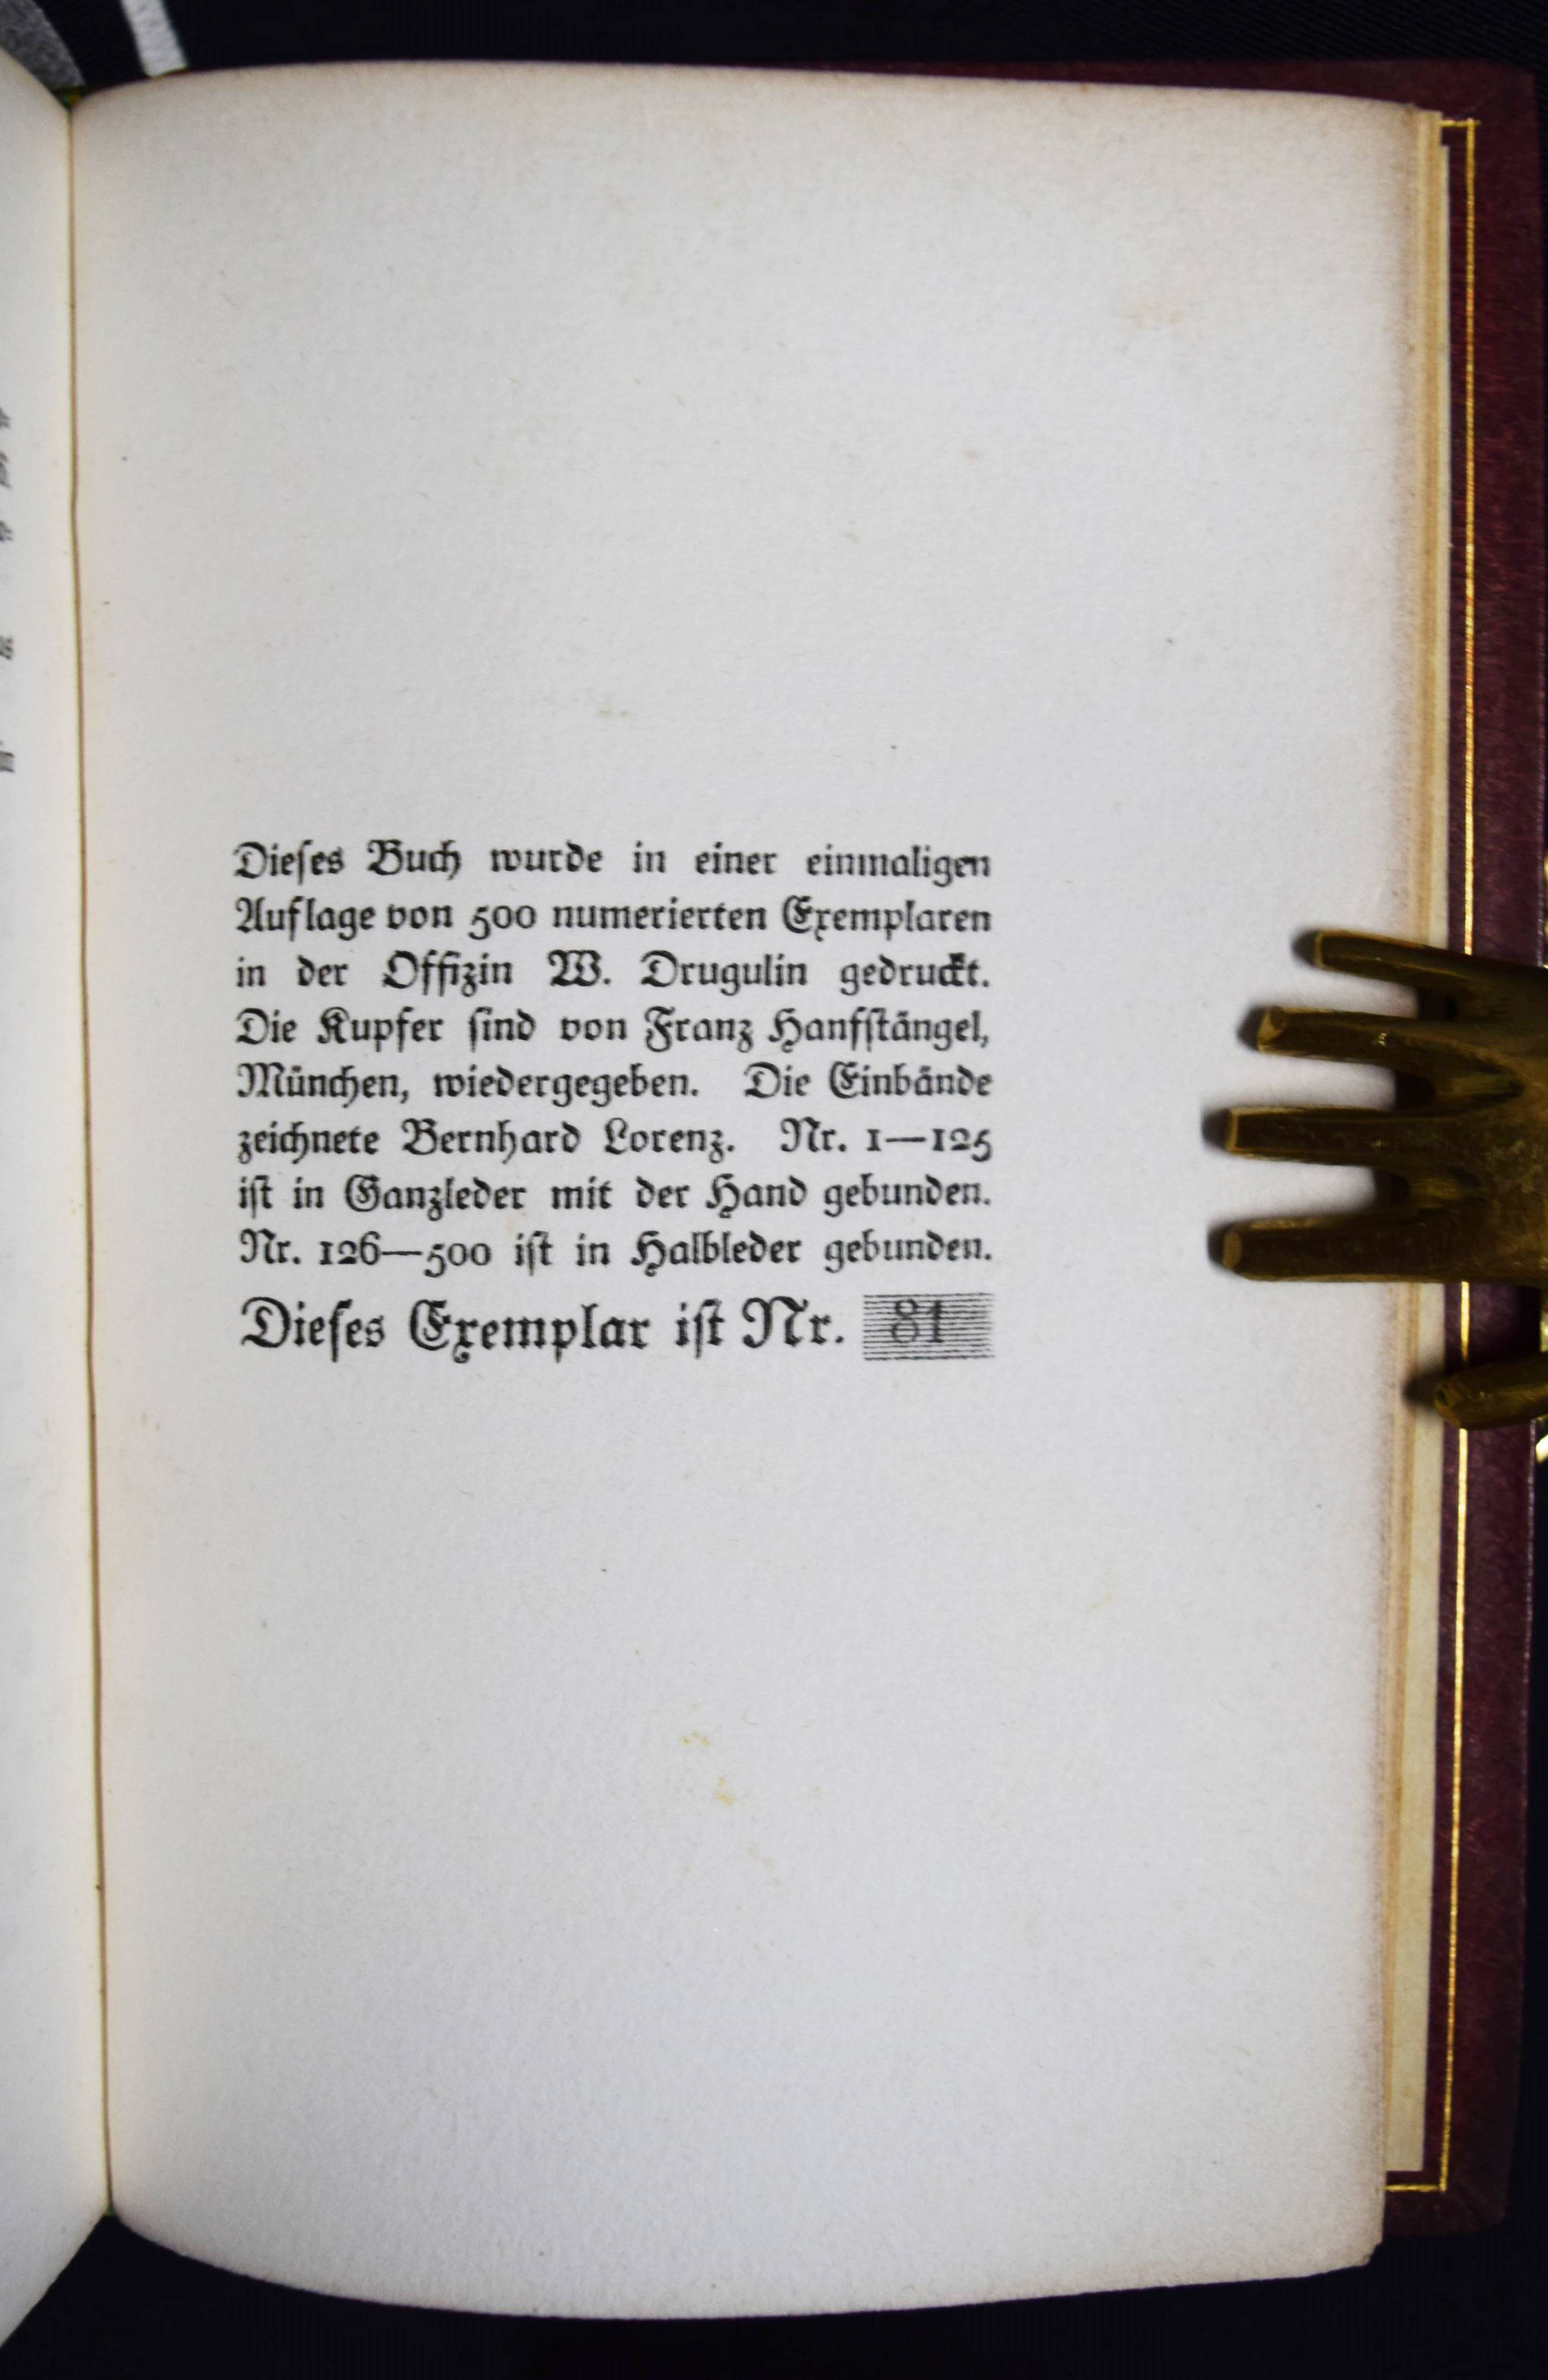 Dieſes Buch wurde in einer einmaligen
Auflage von 500 numerierten Exemplaren
in der Offizin W. Drugulin gedruckt.
Die Kupfer ſind von Franz Hanfſtängel,
München, wiedergegeben. Die Einbände
zeichnete Bernhard Lorenz. Nr. 1—125
iſt in Ganzleder mit der Hand gebunden.
Nr. 126—500 iſt in Halbleder gebunden.
Dieſes Exemplar iſt Nr. 81